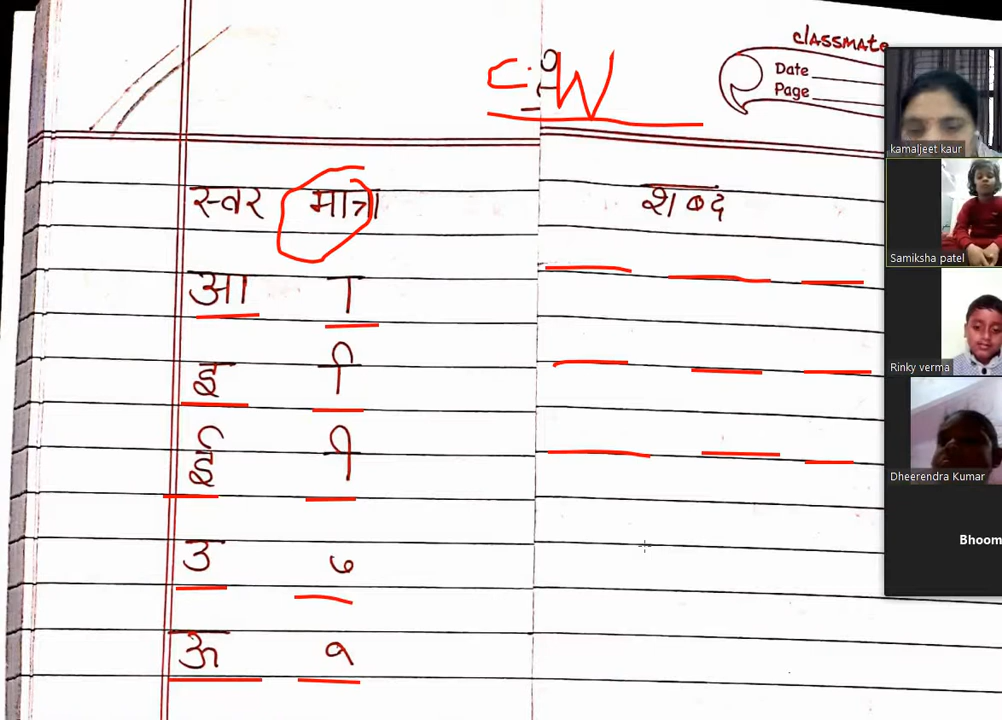 classmate
Date
Page
C.W
स्वर मात्रा शब्द
आ ा
इ ि
ई ी
उ ु
ऊ ू
kamaljeet kaur
Samiksha patel
Rinky verma
Dheerendra Kumar
Bhoom